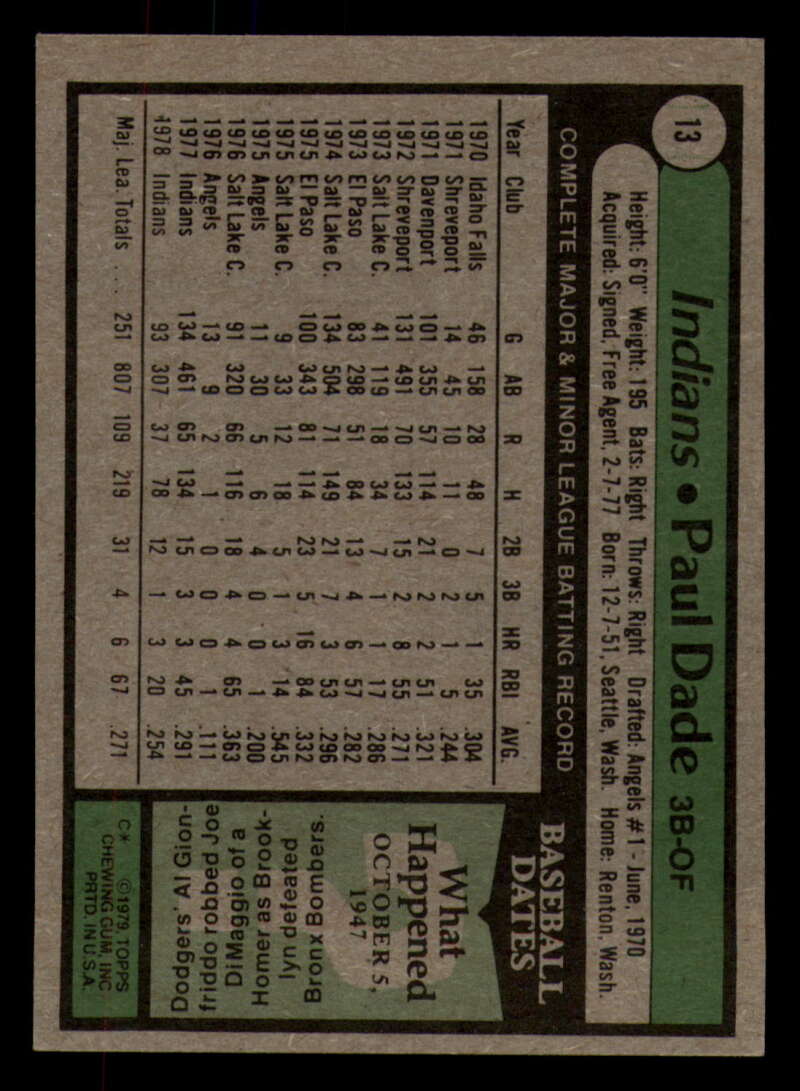 13
Indians • Paul Dade 3B-OF
Height: 6'0" Weight: 195 Bats: Right Throws: Right Drafted: Angels #1 - June, 1970
Acquired: Signed, Free Agent, 2-7-77 Born: 12-7-51, Seattle, Wash. Home: Renton, Wash.
COMPLETE MAJOR & MINOR LEAGUE BATTING RECORD
Year Club G AB R H 2B 3B HR RBI AVG.
1970 Idaho Falls 46 158 28 48 7 5 1 35 .304
1971 Shreveport 14 45 10 11 0 2 1 5 .244
1971 Davenport 101 355 57 114 21 2 2 51 .321
1972 Shreveport 131 491 70 133 15 2 8 55 .271
1973 Salt Lake C. 41 119 18 34 7 1 1 17 .286
1973 El Paso 83 298 51 84 13 4 6 57 .282
1974 Salt Lake C. 134 504 71 149 21 7 3 53 .296
1975 El Paso 100 343 81 114 23 5 16 84 .332
1975 Salt Lake C. 9 33 12 18 5 1 3 14 .545
1975 Angels 11 30 5 6 4 0 0 1 .200
1976 Salt Lake C. 91 320 66 116 18 4 4 65 .363
1976 Angels 13 9 2 1 0 0 0 1 .111
1977 Indians 134 461 65 134 15 3 3 45 .291
1978 Indians 93 307 37 78 12 1 3 20 .254
Maj. Lea. Totals .... 251 807 109 219 31 4 6 67 .271
BASEBALL
DATES
What
Happened
OCTOBER 5,
1947
Dodgers' Al Gion-
friddo robbed Joe
DiMaggio of a
Homer as Brook-
lyn defeated
Bronx Bombers.
C* ©1979, TOPPS
CHEWING GUM, INC
PRTD. IN U.S.A.